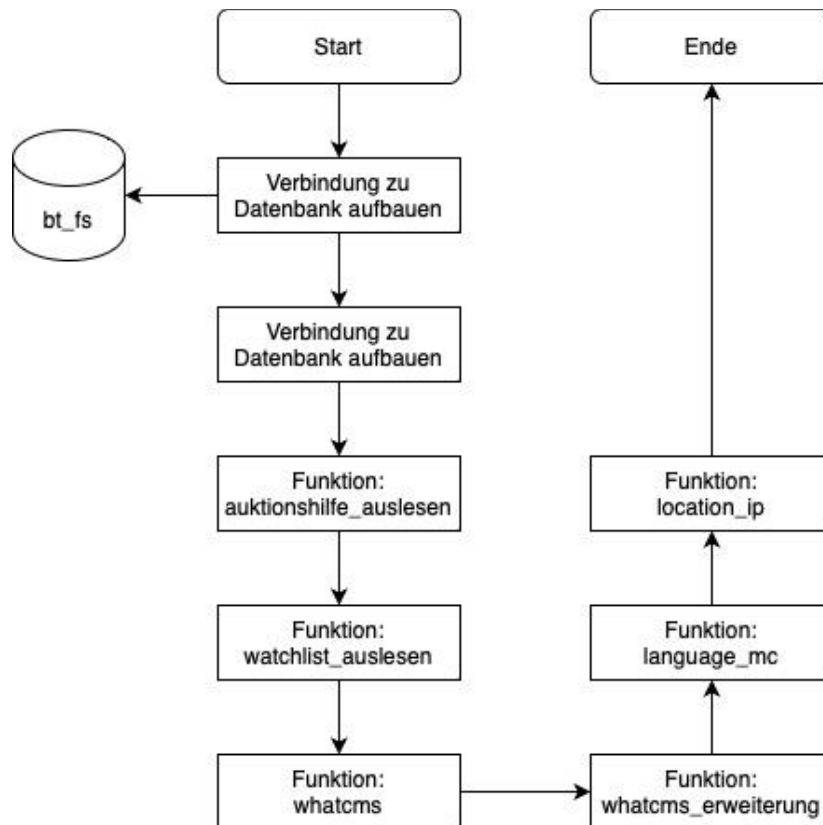 Start
Ende
Verbindung zu
Datenbank aufbauen
bt_fs
Verbindung zu
Datenbank aufbauen
Funktion:
auktionshilfe_auslesen
Funktion:
location_ip
Funktion:
watchlist_auslesen
Funktion:
language_mc
Funktion:
whatcms
Funktion:
whatcms_erweiterung